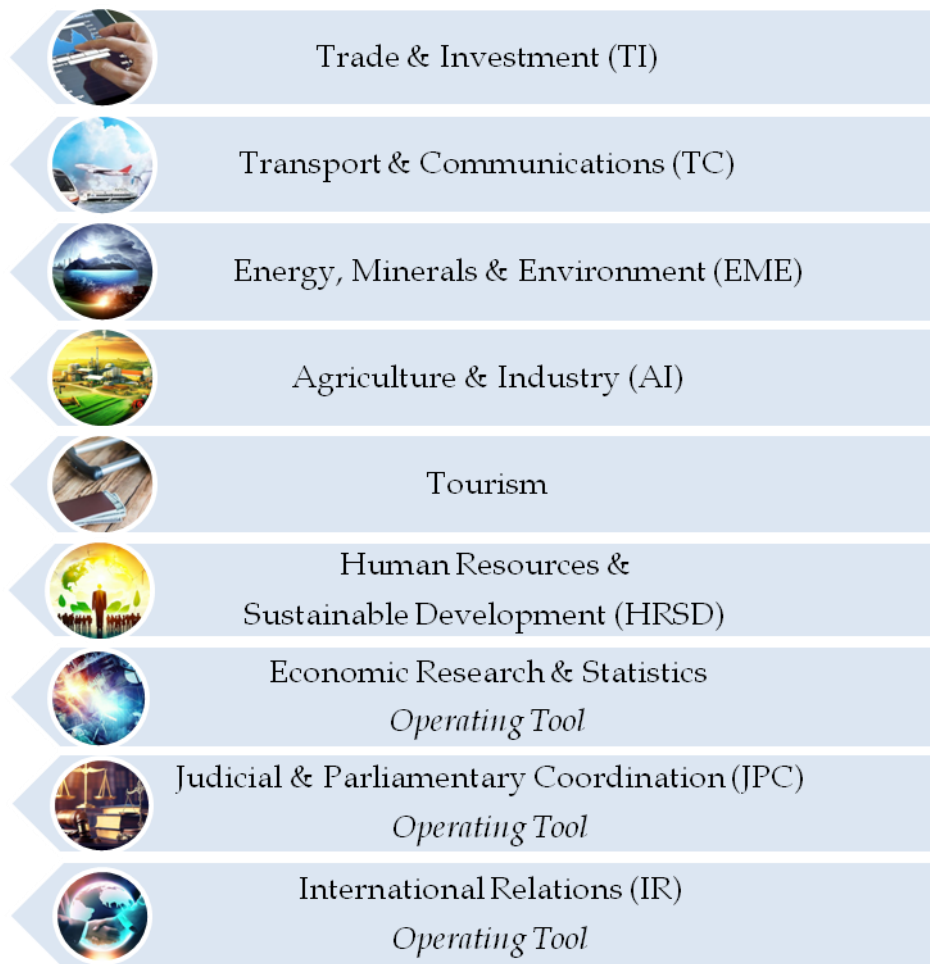 Trade & Investment (TI)
Transport & Communications (TC)
Energy, Minerals & Environment (EME)
Agriculture & Industry (AI)
Tourism
Human Resources &
Sustainable Development (HRSD)
Economic Research & Statistics
Operating Tool
Judicial & Parliamentary Coordination (JPC)
Operating Tool
International Relations (IR)
Operating Tool